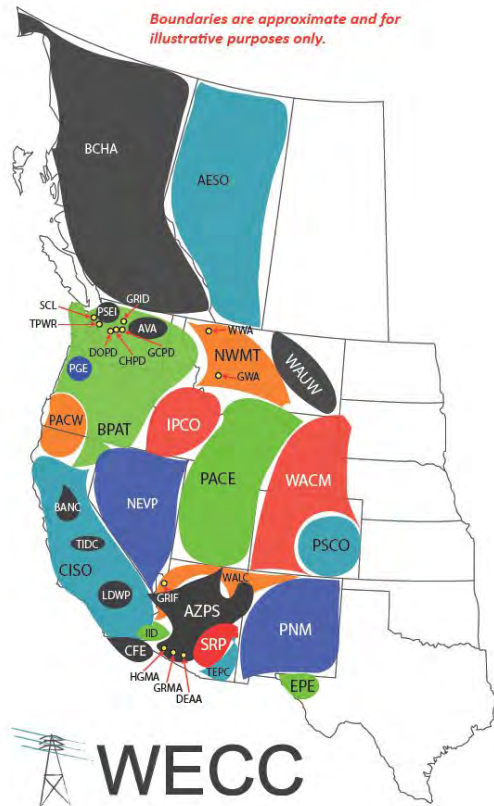 Boundaries are approximate and for
illustrative purposes only.
BCHA
AESO
SCL
PSEI
GRID
TPWR
AVA
WWA
DOPD
GCPD
CHPD
NWMT
WAUW
PGE
GWA
PACW
BPAT
IPCO
PACE
WACM
NEVP
BANC
PSCO
TIDC
CISO
LDWP
GRIF
WALC
AZPS
IID
CFE
SRP
PNM
HGMA
TEPC
GRMA
DEAA
EPE
WECC